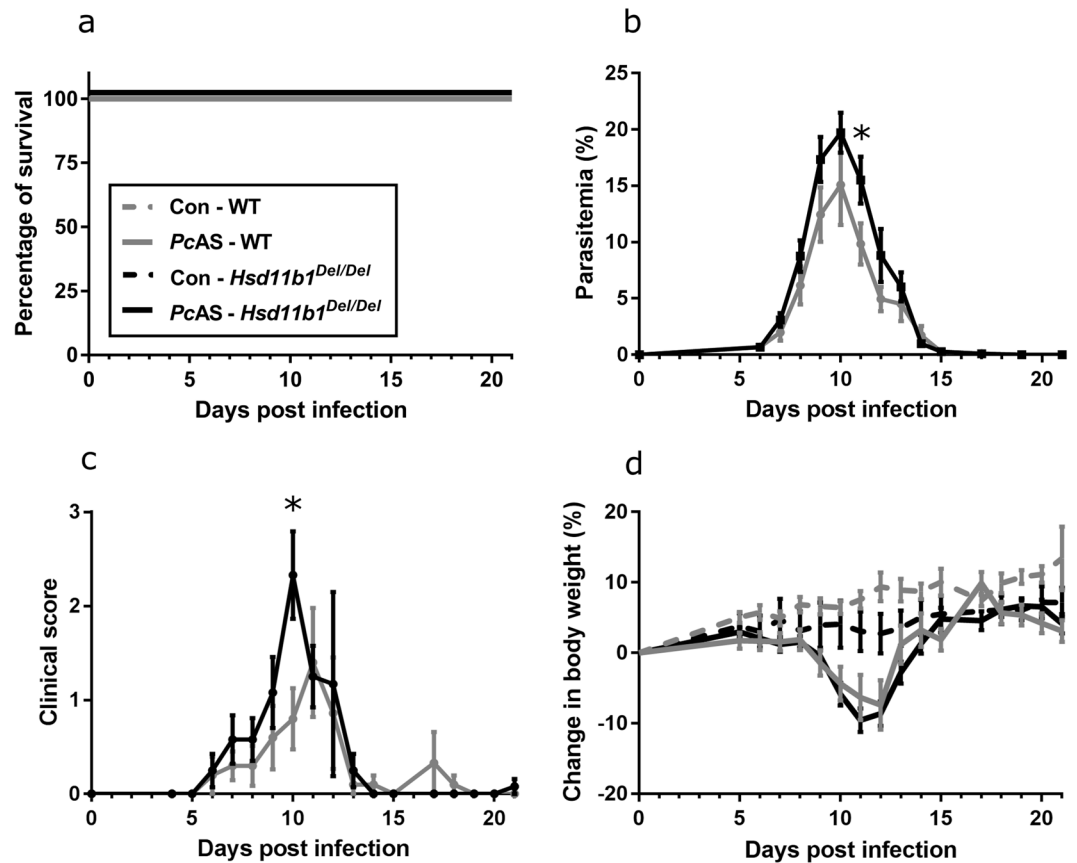 a
Percentage of survival
100
75
50
25
0
Con - WT
PcAS - WT
Con - Hsd11b1Del/Del
PcAS - Hsd11b1Del/Del
0 5 10 15 20
Days post infection
b
Parasitemia (%)
25
20
15
10
5
0
*
0 5 10 15 20
Days post infection
c
Clinical score
3
2
1
0
*
0 5 10 15 20
Days post infection
d
Change in body weight (%)
20
10
0
-10
-20
0 5 10 15 20
Days post infection